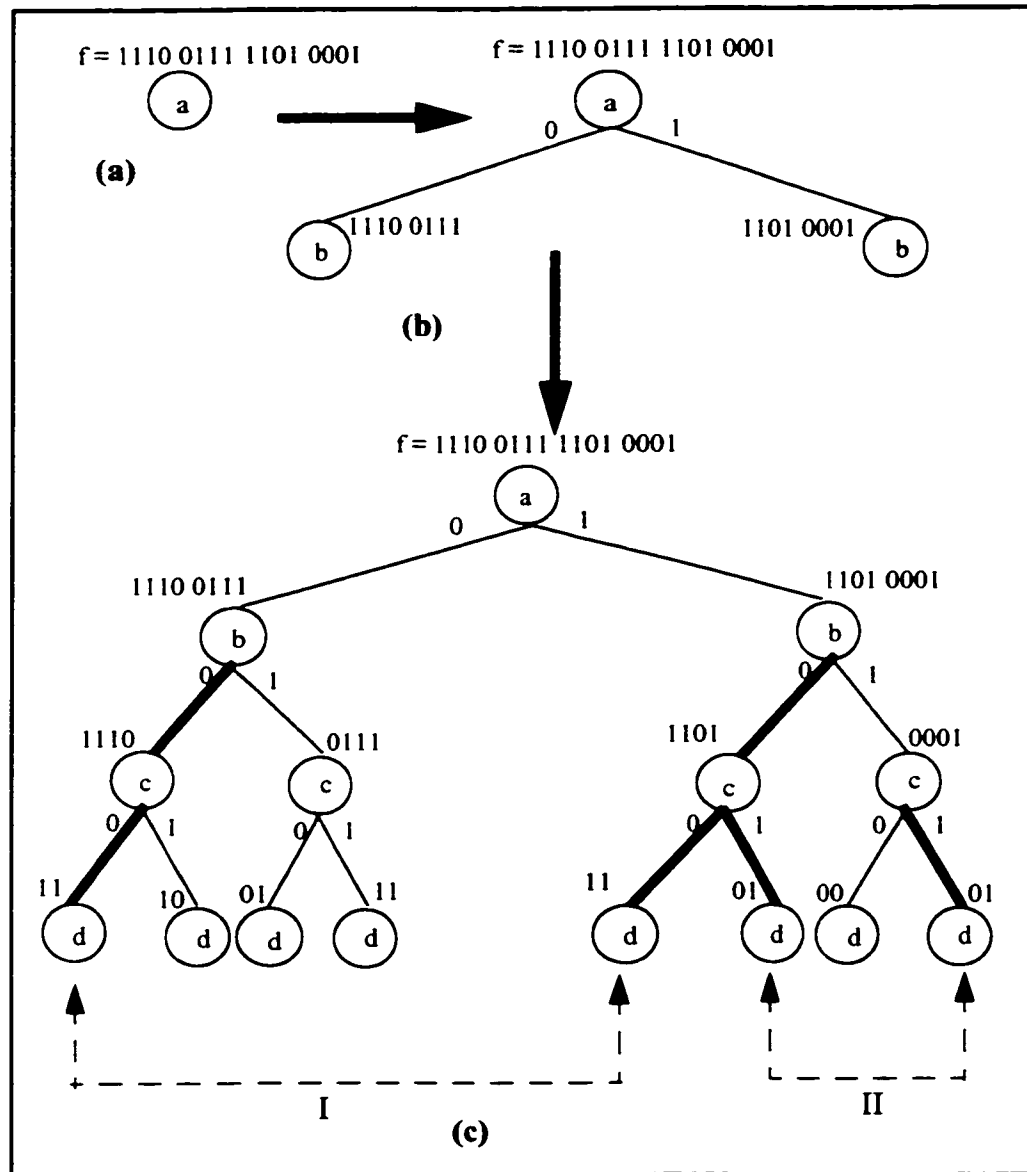 f = 1110 0111 1101 0001 f = 1110 0111 1101 0001
a a
0 1
(a)
1110 0111 1101 0001
b b
(b)
f = 1110 0111 1101 0001
a
0 1
1110 0111 1101 0001
b b
0 1 0 1
1110 0111 1101 0001
c c c c
0 1 0 1 0 1 0 1
11 10 01 11 11 01 00 01
d d d d d d d d
I II
(c)